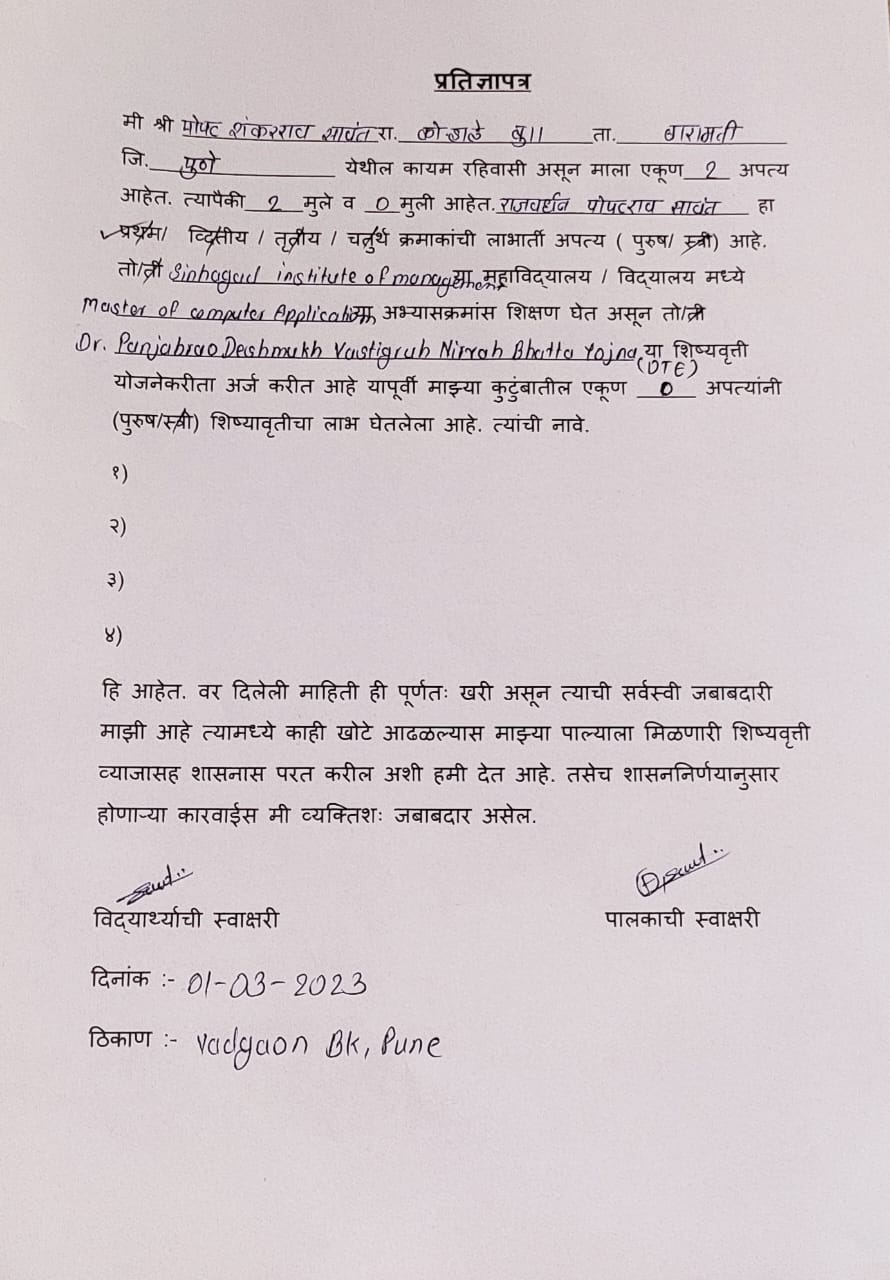 प्रतिज्ञापत्र
मी श्री पोपट शंकरराव सावंत रा. कोऱ्हाळे बु।। ता. बारामती
जि. पुणे येथील कायम रहिवासी असून माला एकूण 2 अपत्य
आहेत. त्यापैकी 2 मुले व 0 मुली आहेत. राजवर्धन पोपटराव सावंत हा
✓प्रथम/ व्दितीय / तृतीय / चतुर्थ क्रमाकांची लाभार्ती अपत्य ( पुरुष/ स्त्री) आहे.
तो/ती Sinhagad institute of management या महाविद्यालय / विद्यालय मध्ये
Master of computer Application या अभ्यासक्रमांस शिक्षण घेत असून तो/ती
Dr. Panjabrao Deshmukh Vastigruh Nirvah Bhatta Yojna या शिष्यवृत्ती
(DTE)
योजनेकरीता अर्ज करीत आहे यापूर्वी माझ्या कुटुंबातील एकूण 0 अपत्यांनी
(पुरुष/स्त्री) शिष्यावृतीचा लाभ घेतलेला आहे. त्यांची नावे.
१)
२)
३)
४)
हि आहेत. वर दिलेली माहिती ही पूर्णतः खरी असून त्याची सर्वस्वी जबाबदारी
माझी आहे त्यामध्ये काही खोटे आढळल्यास माझ्या पाल्याला मिळणारी शिष्यवृत्ती
व्याजासह शासनास परत करील अशी हमी देत आहे. तसेच शासननिर्णयानुसार
होणाऱ्या कारवाईस मी व्यक्तिशः जबाबदार असेल.
विद्यार्थ्याची स्वाक्षरी पालकाची स्वाक्षरी
दिनांक :- 01-03-2023
ठिकाण :- Vadgaon BK, Pune